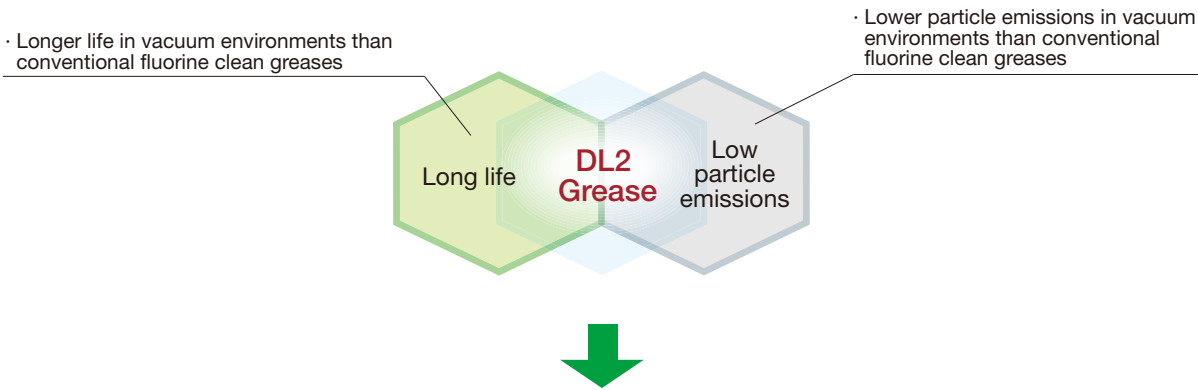 · Longer life in vacuum environments than
conventional fluorine clean greases
· Lower particle emissions in vacuum
environments than conventional
fluorine clean greases
Long life
DL2
Grease
Low
particle
emissions